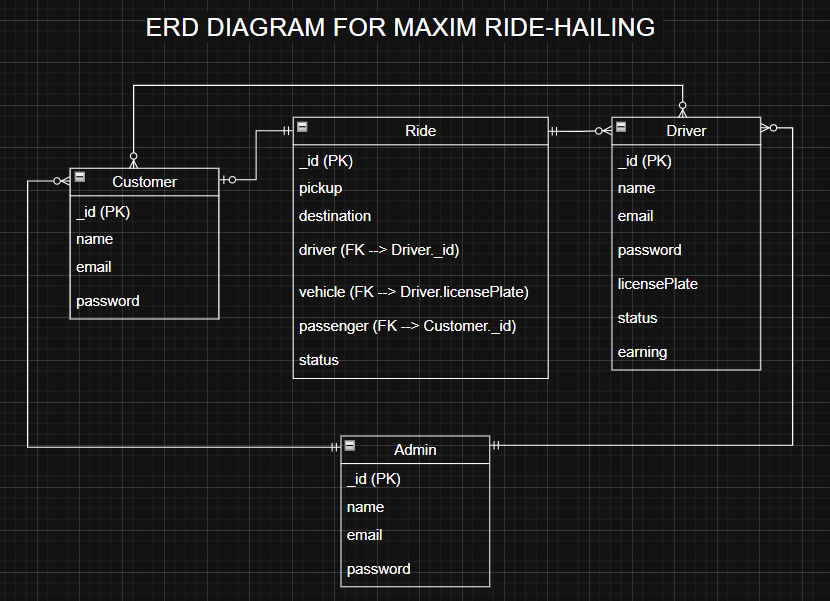 ERD DIAGRAM FOR MAXIM RIDE-HAILING
Customer
_id (PK)
name
email
password
Ride
_id (PK)
pickup
destination
driver (FK --> Driver._id)
vehicle (FK --> Driver.licensePlate)
passenger (FK --> Customer._id)
status
Driver
_id (PK)
name
email
password
licensePlate
status
earning
Admin
_id (PK)
name
email
password